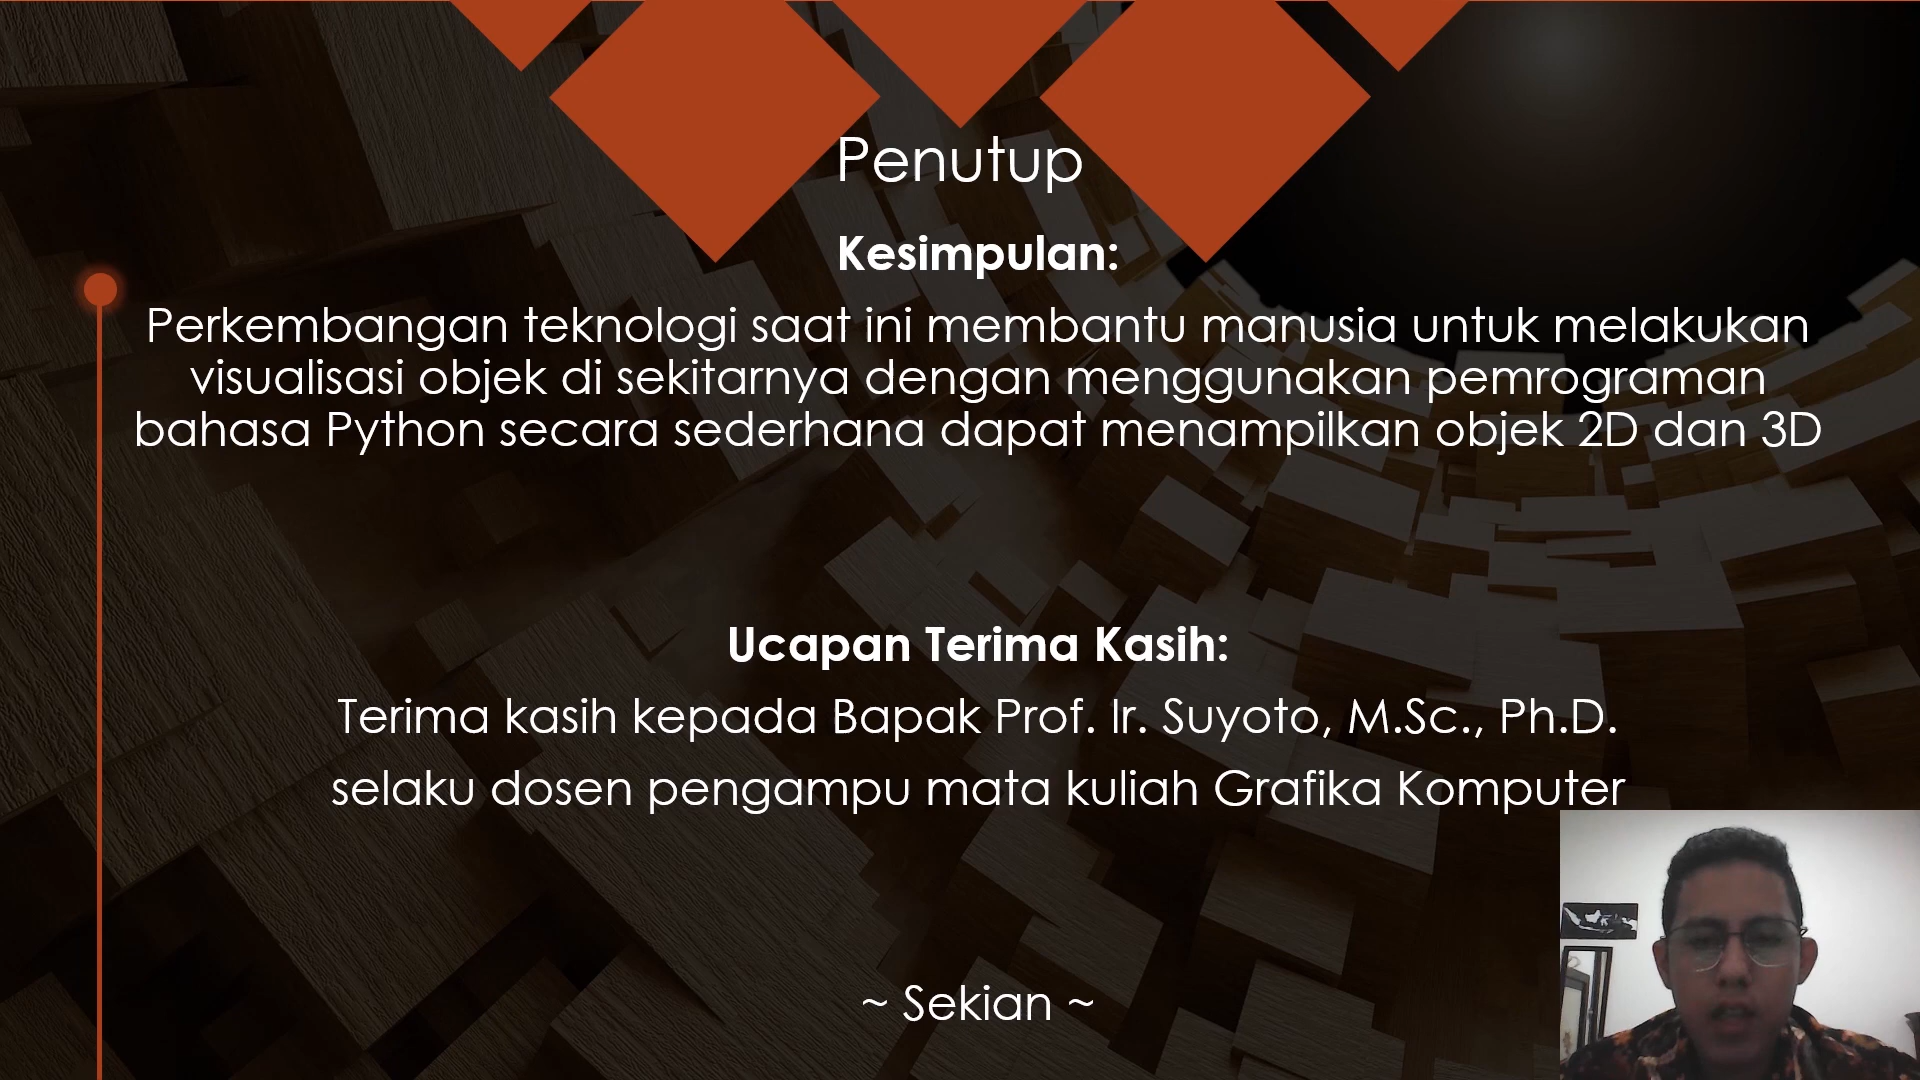 Penutup
Kesimpulan:
Perkembangan teknologi saat ini membantu manusia untuk melakukan
visualisasi objek di sekitarnya dengan menggunakan pemrograman
bahasa Python secara sederhana dapat menampilkan objek 2D dan 3D
Ucapan Terima Kasih:
Terima kasih kepada Bapak Prof. Ir. Suyoto, M.Sc., Ph.D.
selaku dosen pengampu mata kuliah Grafika Komputer
~ Sekian ~